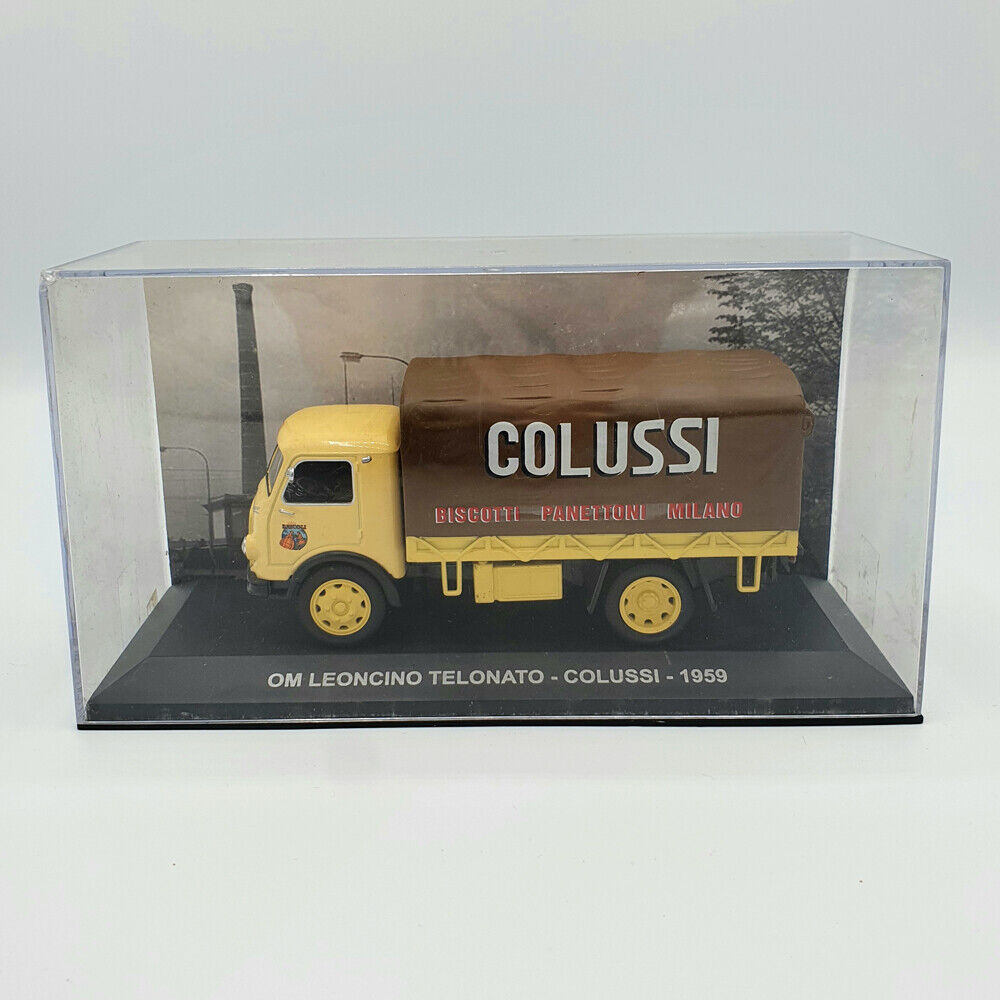 COLUSSI
BISCOTTI PANETTONI MILANO
OM LEONCINO TELONATO - COLUSSI - 1959